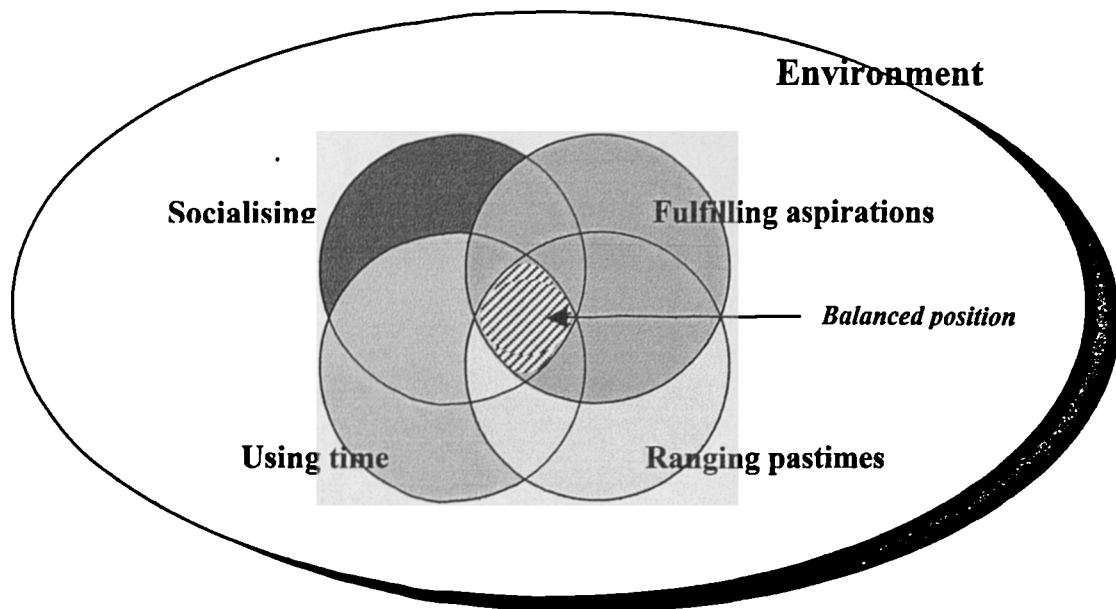 Environment
Socialising
Fulfilling aspirations
Balanced position
Using time
Ranging pastimes